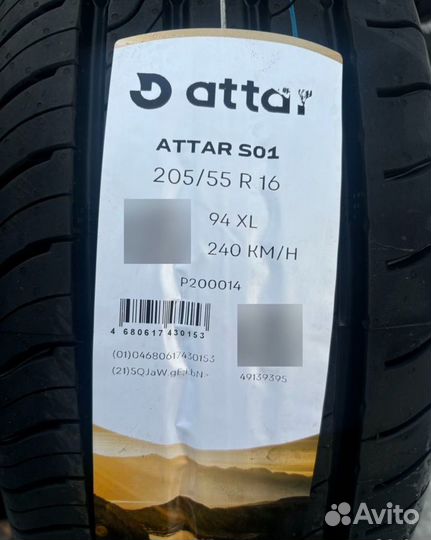 attar
ATTAR S01
205/55 R 16
94 XL
240 KM/H
P200014
4 680617 430153
(01)04680617430153
49139395
Avito